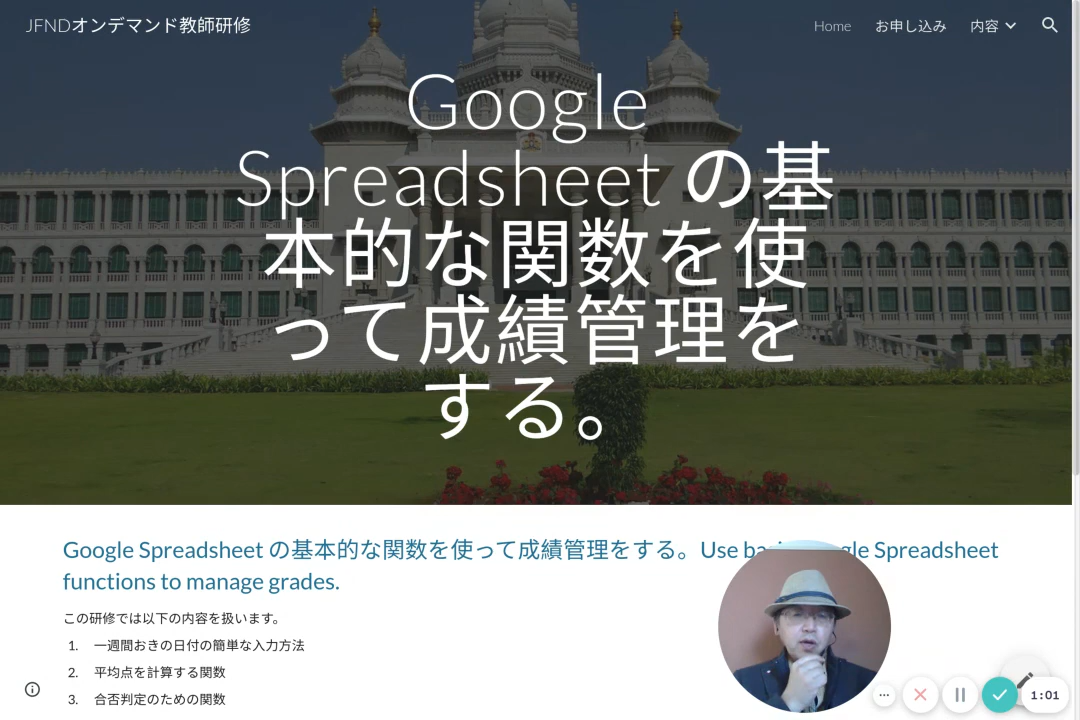 JFNDオンデマンド教師研修
Home お申し込み 内容
Google
Spreadsheet の基
本的な関数を使
って成績管理を
する。
Google Spreadsheet の基本的な関数を使って成績管理をする。Use Spreadsheet
functions to manage grades.
この研修では以下の内容を扱います。
1. 一週間おきの日付の簡単な入力方法
2. 平均点を計算する関数
3. 合否判定のための関数
1:01